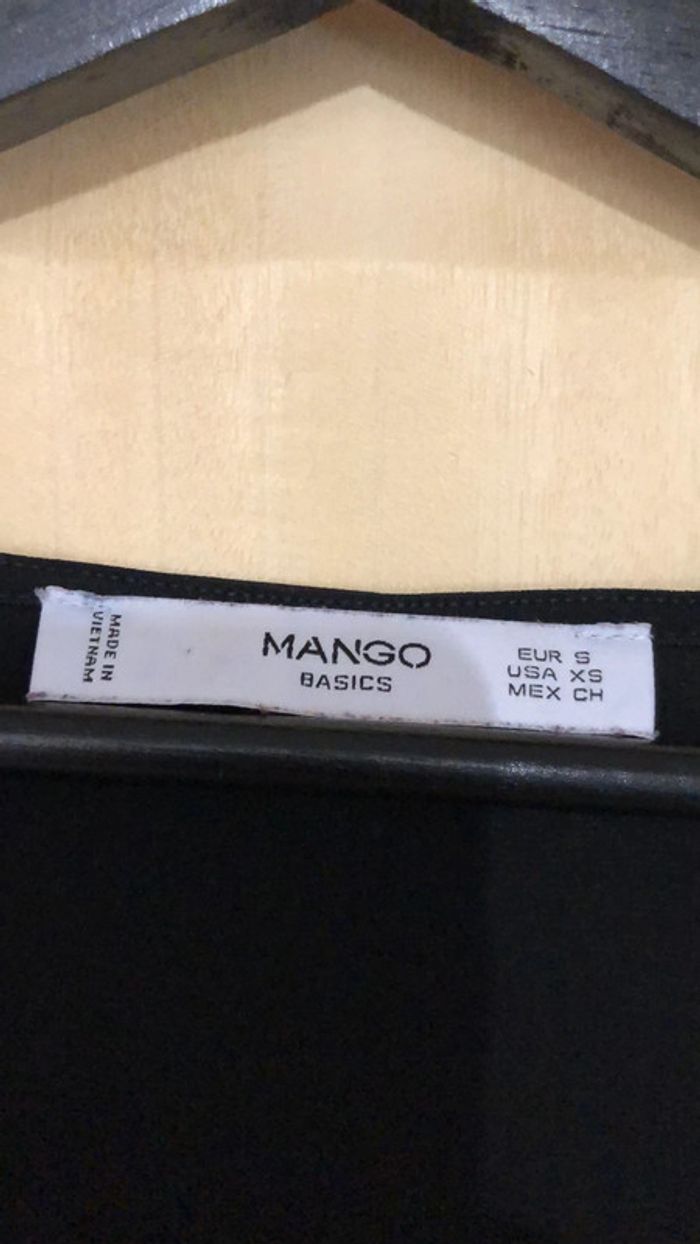 MADE IN
VIETNAM
MANGO
BASICS
EUR S
USA XS
MEX CH